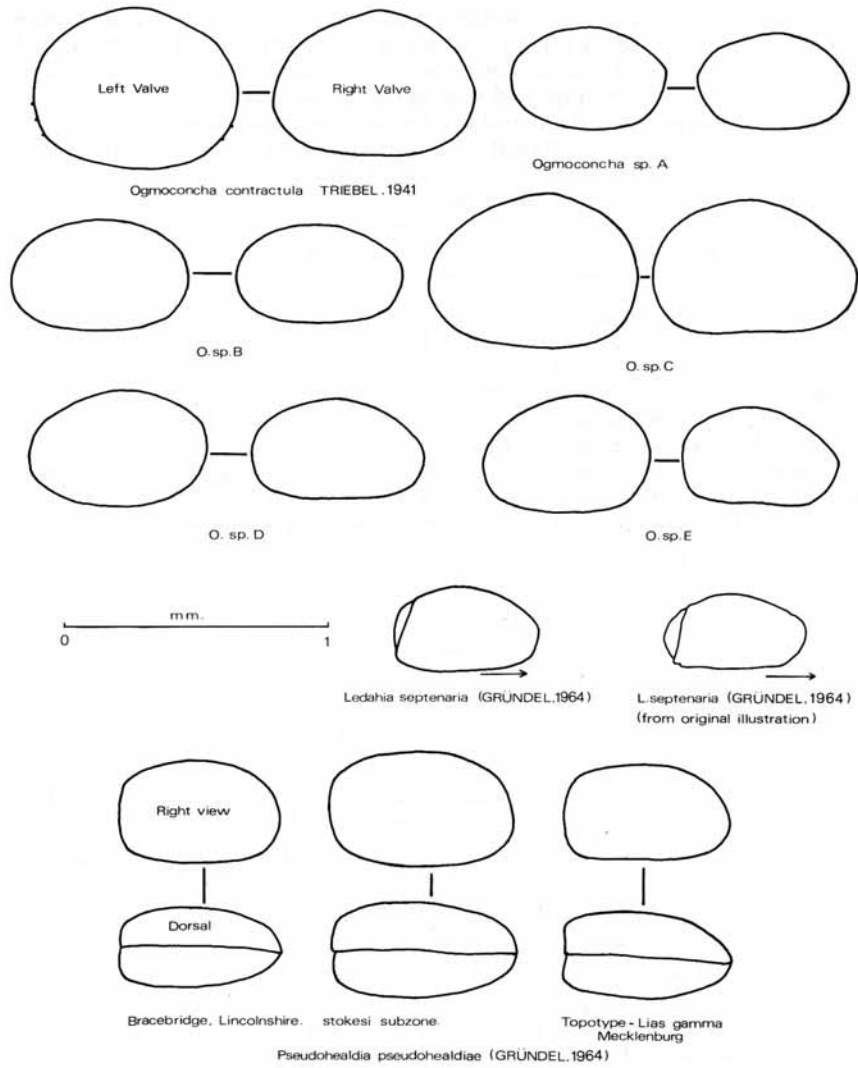 Left Valve
Right Valve
Ogmoconcha contractula TRIEBEL.1941
Ogmoconcha sp. A
O. sp. B
O. sp. C
O. sp. D
O. sp. E
mm.
0 1
Ledahia septenaria (GRÜNDEL.1964)
L. septenaria (GRÜNDEL.1964)
(from original illustration)
Right view
Dorsal
Bracebridge, Lincolnshire. stokesi subzone.
Topotype - Lias gamma
Mecklenburg
Pseudohealdia pseudohealdiae (GRÜNDEL.1964)